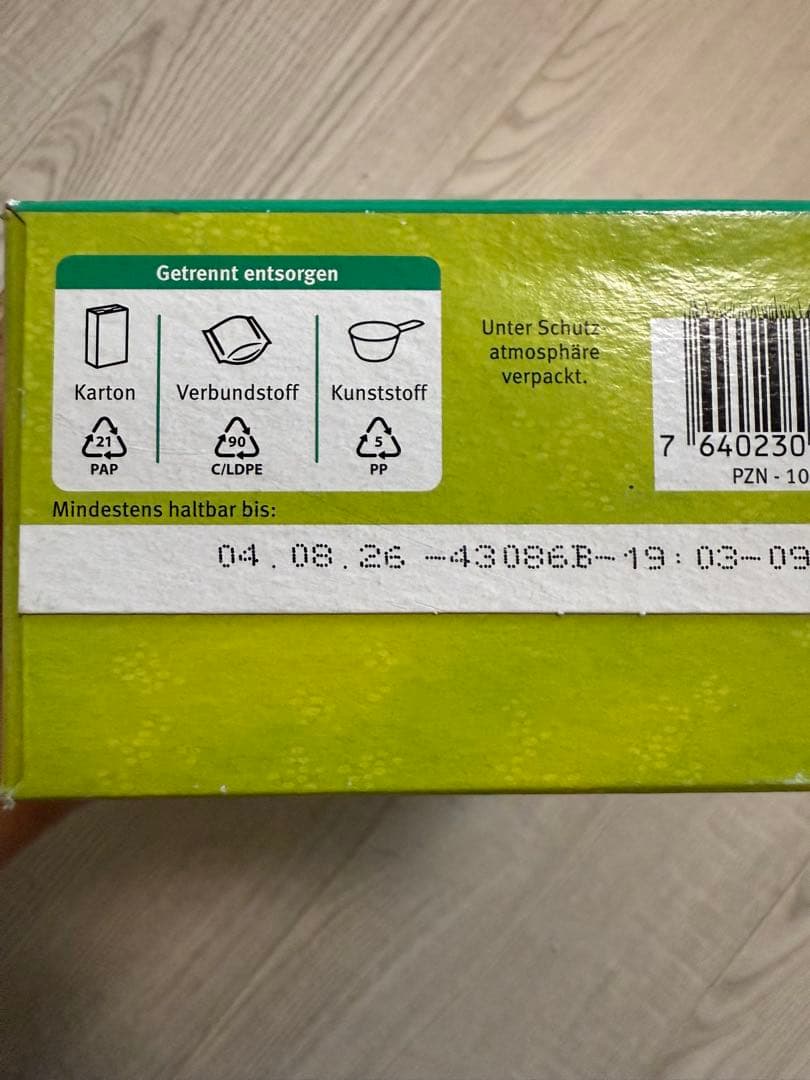 Getrennt entsorgen
Karton Verbundstoff Kunststoff
21 90 5
PAP C/LDPE PP
Unter Schutz-
atmosphäre
verpackt.
7 640230
PZN - 10
Mindestens haltbar bis:
04.08.26 -43086B-19:03-09